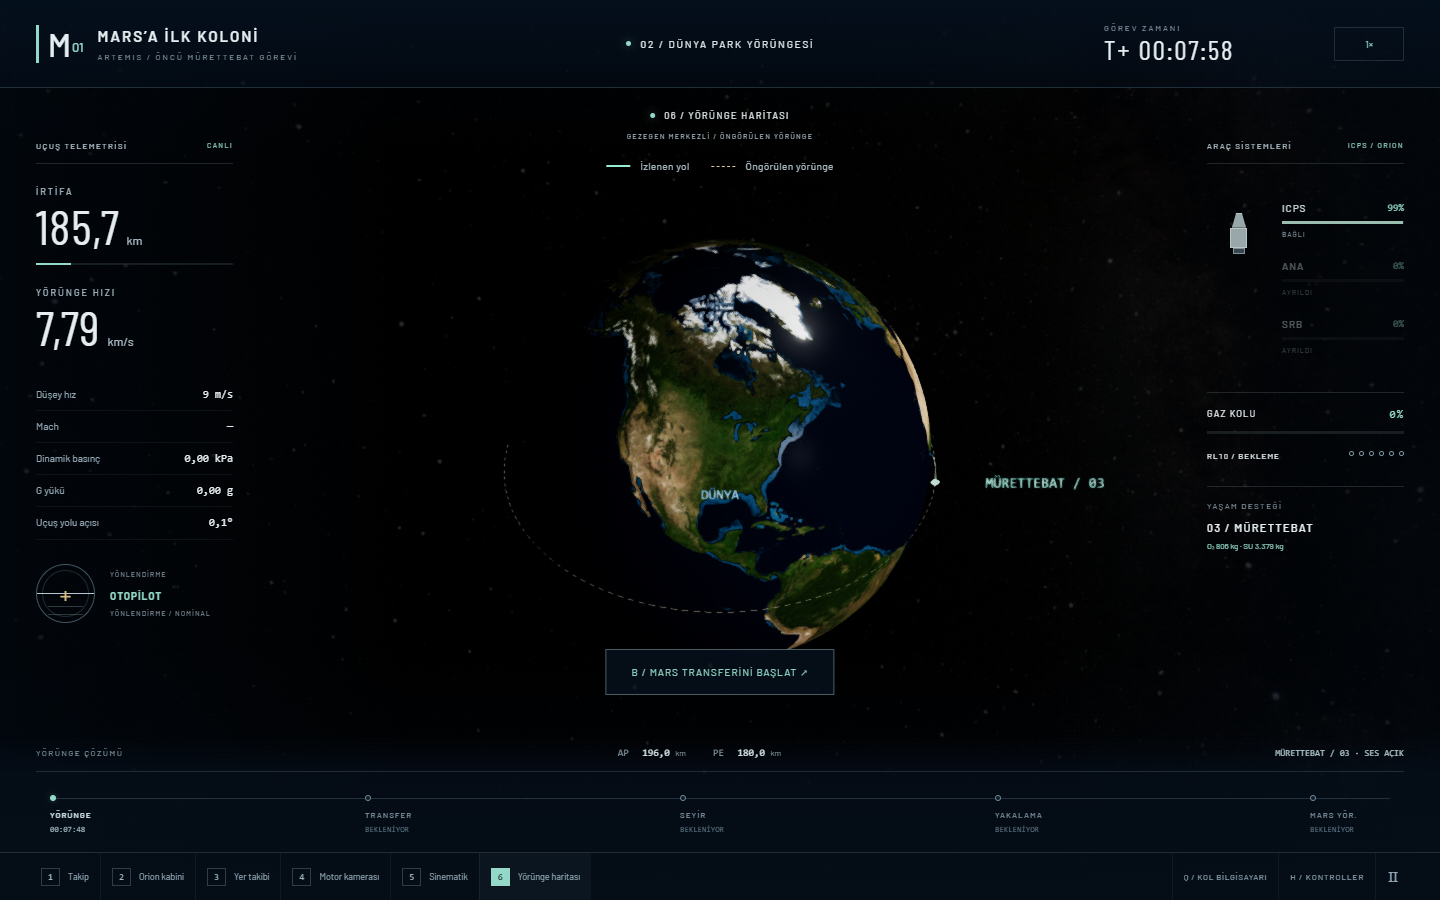 M01
MARS'A İLK KOLONİ
ARTEMIS / ÖNCÜ MÜRETTEBAT GÖREVİ
02 / DÜNYA PARK YÖRÜNGESİ
GÖREV ZAMANI
T+ 00:07:58
1×
06 / YÖRÜNGE HARİTASI
GEZEGEN MERKEZLİ / ÖNGÖRÜLEN YÖRÜNGE
İzlenen yol
Öngörülen yörünge
UÇUŞ TELEMETRİSİ
CANLI
İRTİFA
185,7 km
YÖRÜNGE HIZI
7,79 km/s
Düşey hız 9 m/s
Mach —
Dinamik basınç 0,00 kPa
G yükü 0,00 g
Uçuş yolu açısı 0,1°
YÖNLENDİRME
OTOPİLOT
YÖNLENDİRME / NOMİNAL
DÜNYA
MÜRETTEBAT / 03
B / MARS TRANSFERİNİ BAŞLAT ↗
ARAÇ SİSTEMLERİ
ICPS / ORION
ICPS 99%
BAĞLI
ANA 0%
AYRILDI
SRB 0%
AYRILDI
GAZ KOLU 0%
RL10 / BEKLEME
YAŞAM DESTEĞİ
03 / MÜRETTEBAT
O₂ 806 kg · SU 3.379 kg
YÖRÜNGE ÇÖZÜMÜ
AP 196,0 km PE 180,0 km
MÜRETTEBAT / 03 · SES AÇIK
YÖRÜNGE
00:07:48
TRANSFER
BEKLENİYOR
SEYİR
BEKLENİYOR
YAKALAMA
BEKLENİYOR
MARS YÖR.
BEKLENİYOR
1 Takip
2 Orion kabini
3 Yer takibi
4 Motor kamerası
5 Sinematik
6 Yörünge haritası
Q / KOL BİLGİSAYARI
H / KONTROLLER